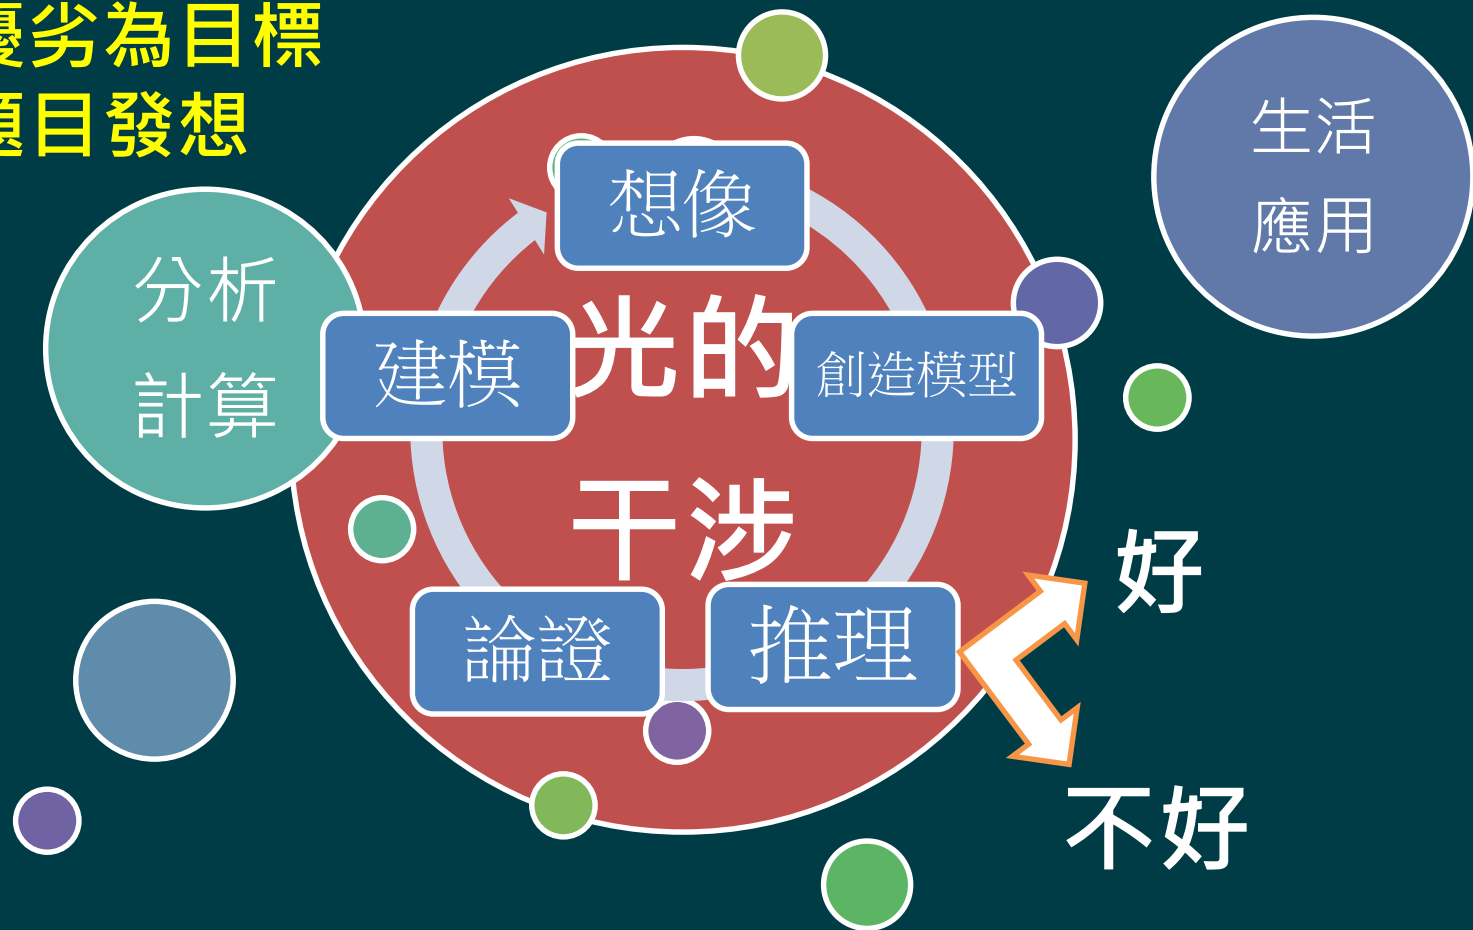 優劣為目標
題目發想
生活
應用
分析
計算
想像
建模
創造模型
光的
干涉
論證
推理
好
不好